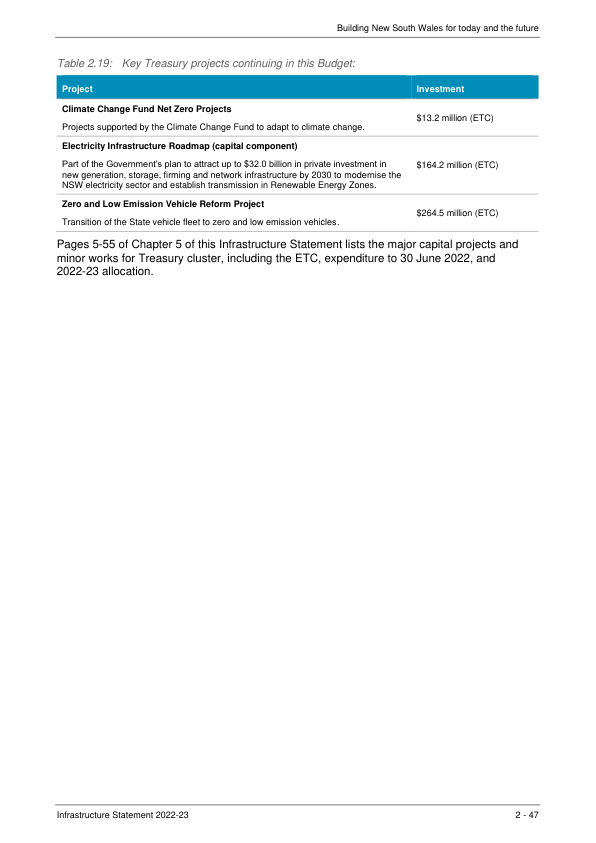 Building New South Wales for today and the future
Table 2.19: Key Treasury projects continuing in this Budget:
Project Investment
Climate Change Fund Net Zero Projects
$13.2 million (ETC)
Projects supported by the Climate Change Fund to adapt to climate change.
Electricity Infrastructure Roadmap (capital component)
Part of the Government's plan to attract up to $32.0 billion in private investment in
$164.2 million (ETC)
new generation, storage, firming and network infrastructure by 2030 to modernise the
NSW electricity sector and establish transmission in Renewable Energy Zones.
Zero and Low Emission Vehicle Reform Project
$264.5 million (ETC)
Transition of the State vehicle fleet to zero and low emission vehicles.
Pages 5-55 of Chapter 5 of this Infrastructure Statement lists the major capital projects and
minor works for Treasury cluster, including the ETC, expenditure to 30 June 2022, and
2022-23 allocation.
Infrastructure Statement 2022-23 2 - 47